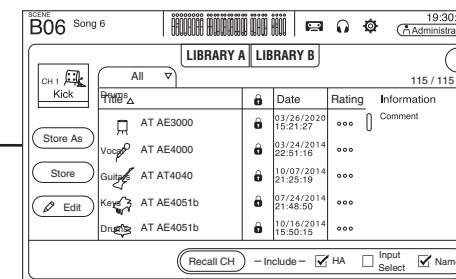 SCENE
B06 Song 6
19:30:
Administra
LIBRARY A LIBRARY B
CH 1
Kick
All
115 / 115
Drums
Title Date Rating Information
AT AE3000 03/26/2020 15:21:27 Comment
Store As
Vocal AT AE4000 03/24/2014 22:51:16
Store
Guitars AT AT4040 10/07/2014 21:25:19
Edit
Keys AT AE4051b 07/24/2014 21:48:50
Drums AT AE4051b 10/16/2014 15:50:15
Recall CH – Include – HA Input Select Nam